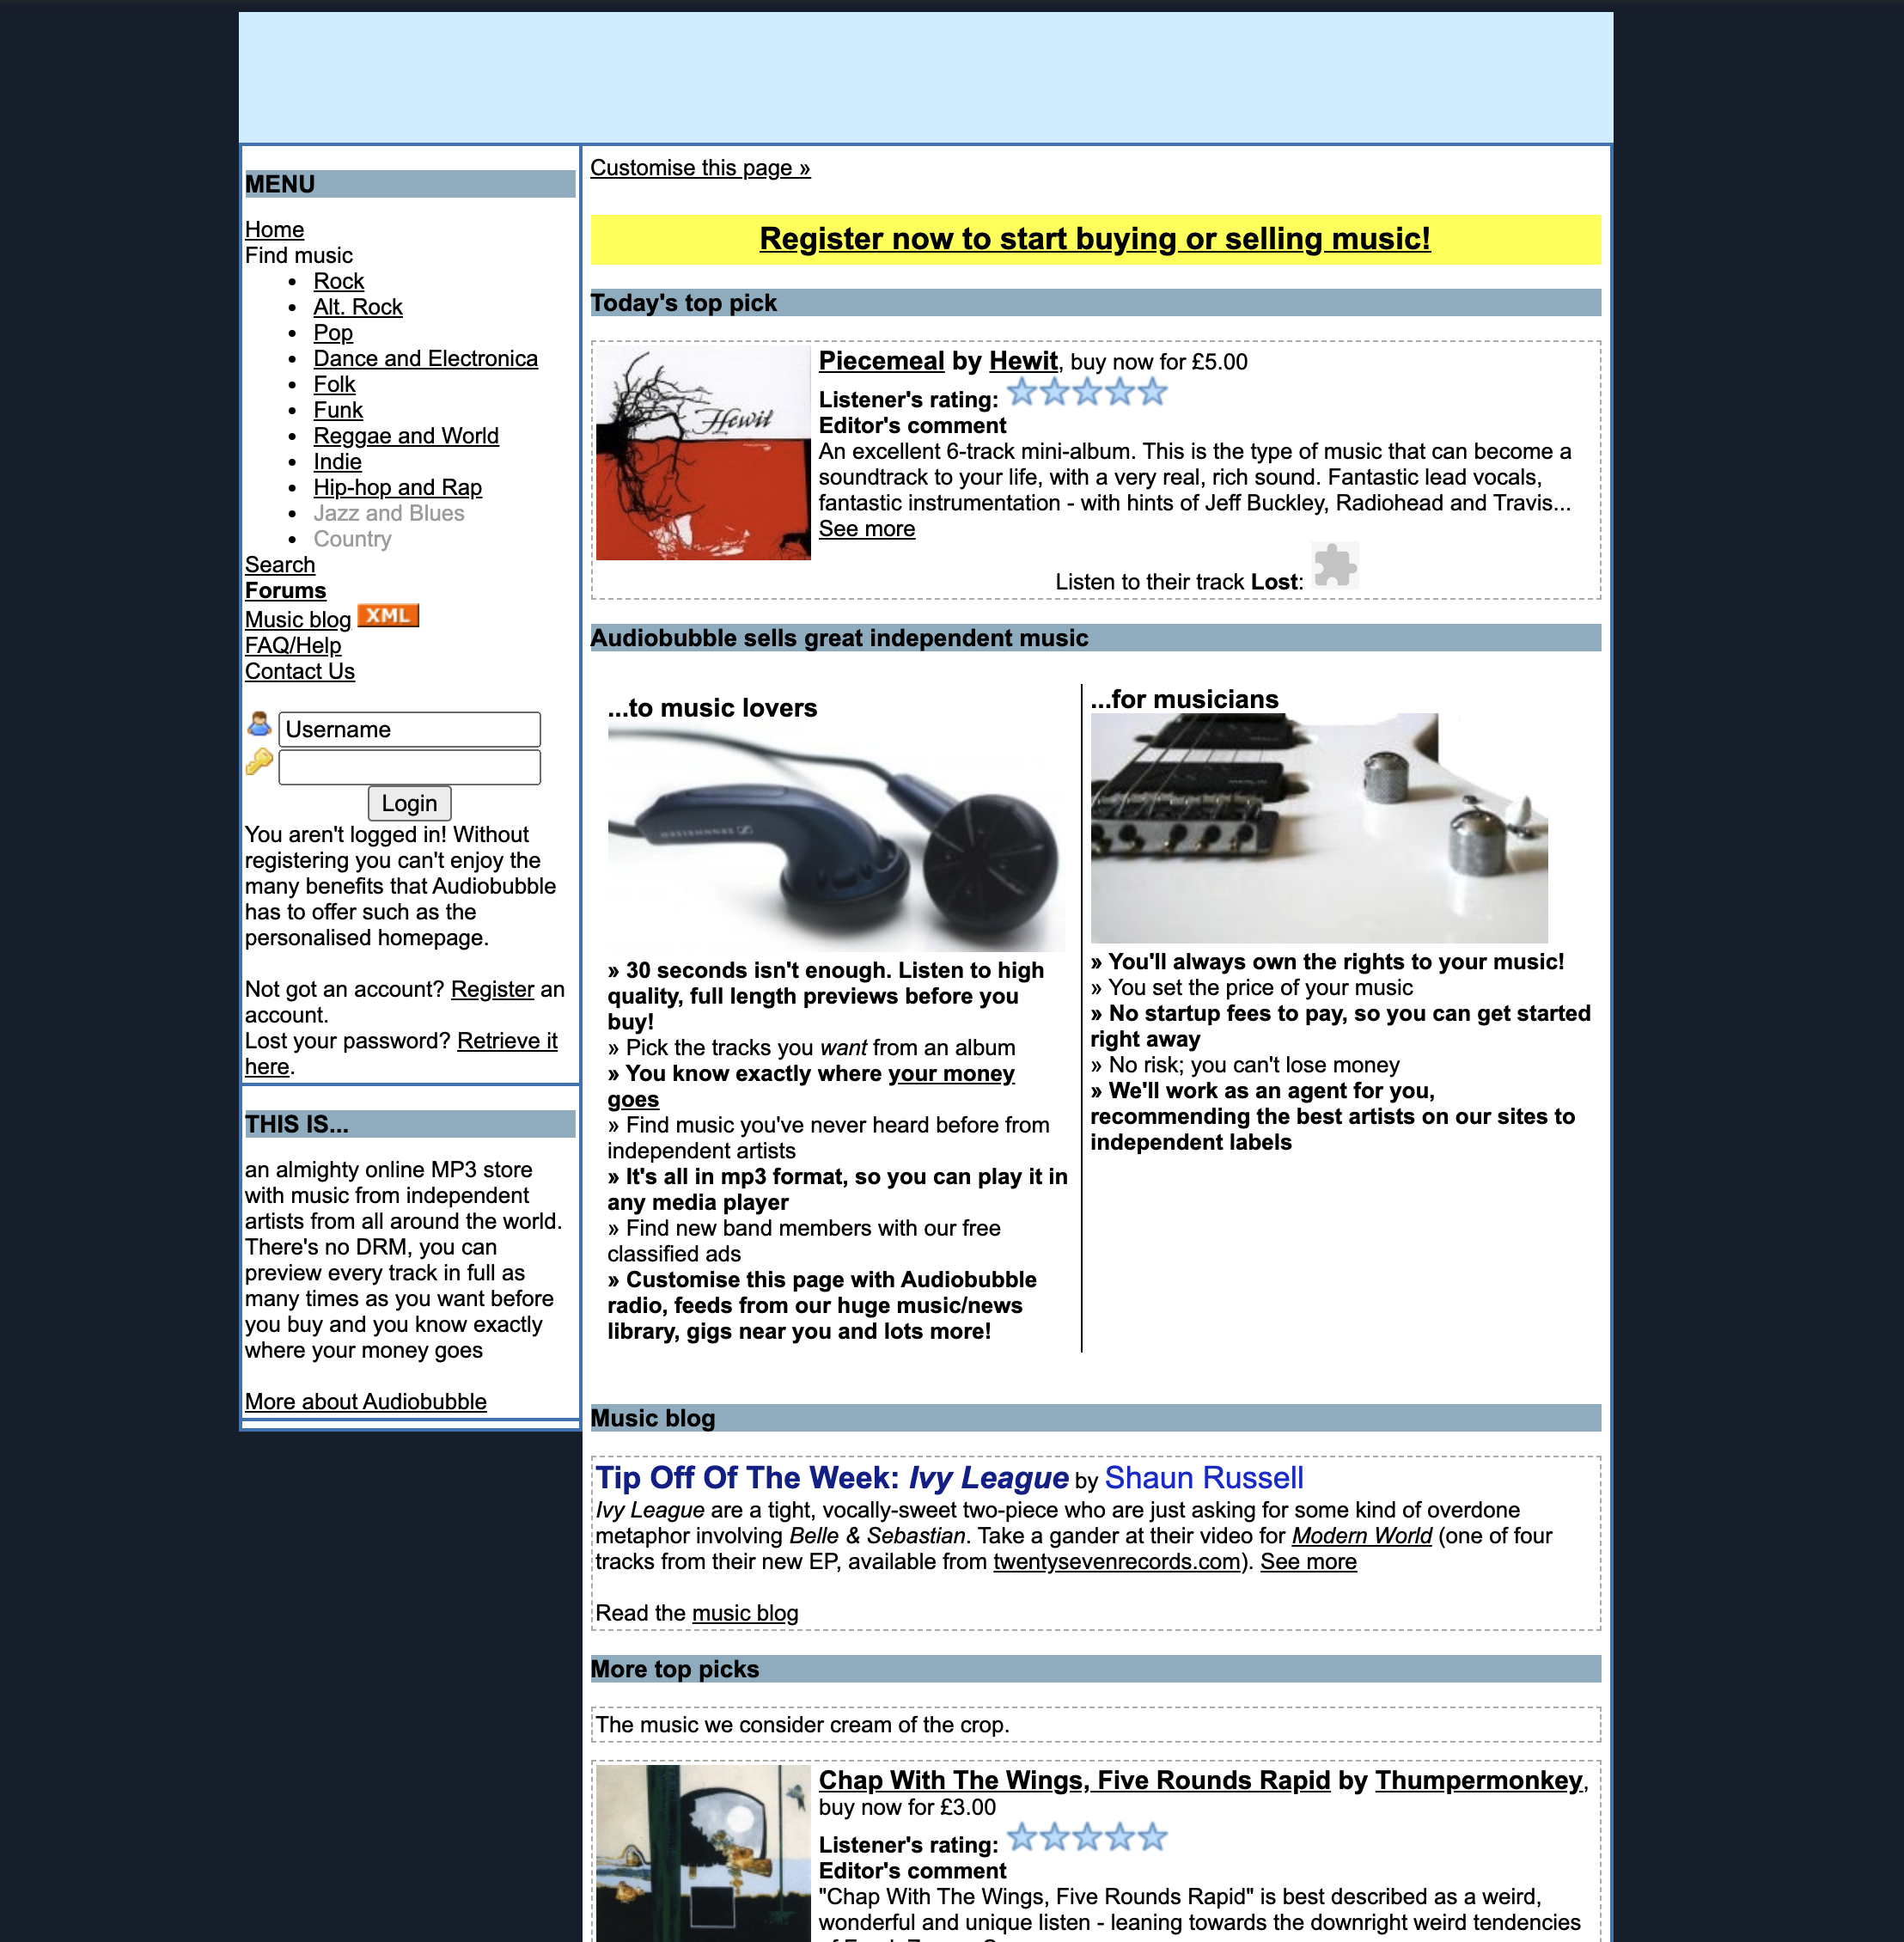 MENU
Home
Find music
• Rock
• Alt. Rock
• Pop
• Dance and Electronica
• Folk
• Funk
• Reggae and World
• Indie
• Hip-hop and Rap
• Jazz and Blues
• Country
Search
Forums
Music blog XML
FAQ/Help
Contact Us
Username
Login
You aren't logged in! Without
registering you can't enjoy the
many benefits that Audiobubble
has to offer such as the
personalised homepage.
Not got an account? Register an
account.
Lost your password? Retrieve it
here.
THIS IS...
an almighty online MP3 store
with music from independent
artists from all around the world.
There's no DRM, you can
preview every track in full as
many times as you want before
you buy and you know exactly
where your money goes
More about Audiobubble
Customise this page »
Register now to start buying or selling music!
Today's top pick
Hewit
Piecemeal by Hewit, buy now for £5.00
Listener's rating:
Editor's comment
An excellent 6-track mini-album. This is the type of music that can become a
soundtrack to your life, with a very real, rich sound. Fantastic lead vocals,
fantastic instrumentation - with hints of Jeff Buckley, Radiohead and Travis...
See more
Listen to their track Lost:
Audiobubble sells great independent music
...to music lovers
SENNHEISER
» 30 seconds isn't enough. Listen to high
quality, full length previews before you
buy!
» Pick the tracks you want from an album
» You know exactly where your money
goes
» Find music you've never heard before from
independent artists
» It's all in mp3 format, so you can play it in
any media player
» Find new band members with our free
classified ads
» Customise this page with Audiobubble
radio, feeds from our huge music/news
library, gigs near you and lots more!
...for musicians
» You'll always own the rights to your music!
» You set the price of your music
» No startup fees to pay, so you can get started
right away
» No risk; you can't lose money
» We'll work as an agent for you,
recommending the best artists on our sites to
independent labels
Music blog
Tip Off Of The Week: Ivy League by Shaun Russell
Ivy League are a tight, vocally-sweet two-piece who are just asking for some kind of overdone
metaphor involving Belle & Sebastian. Take a gander at their video for Modern World (one of four
tracks from their new EP, available from twentysevenrecords.com). See more
Read the music blog
More top picks
The music we consider cream of the crop.
Chap With The Wings, Five Rounds Rapid by Thumpermonkey,
buy now for £3.00
Listener's rating:
Editor's comment
"Chap With The Wings, Five Rounds Rapid" is best described as a weird,
wonderful and unique listen - leaning towards the downright weird tendencies